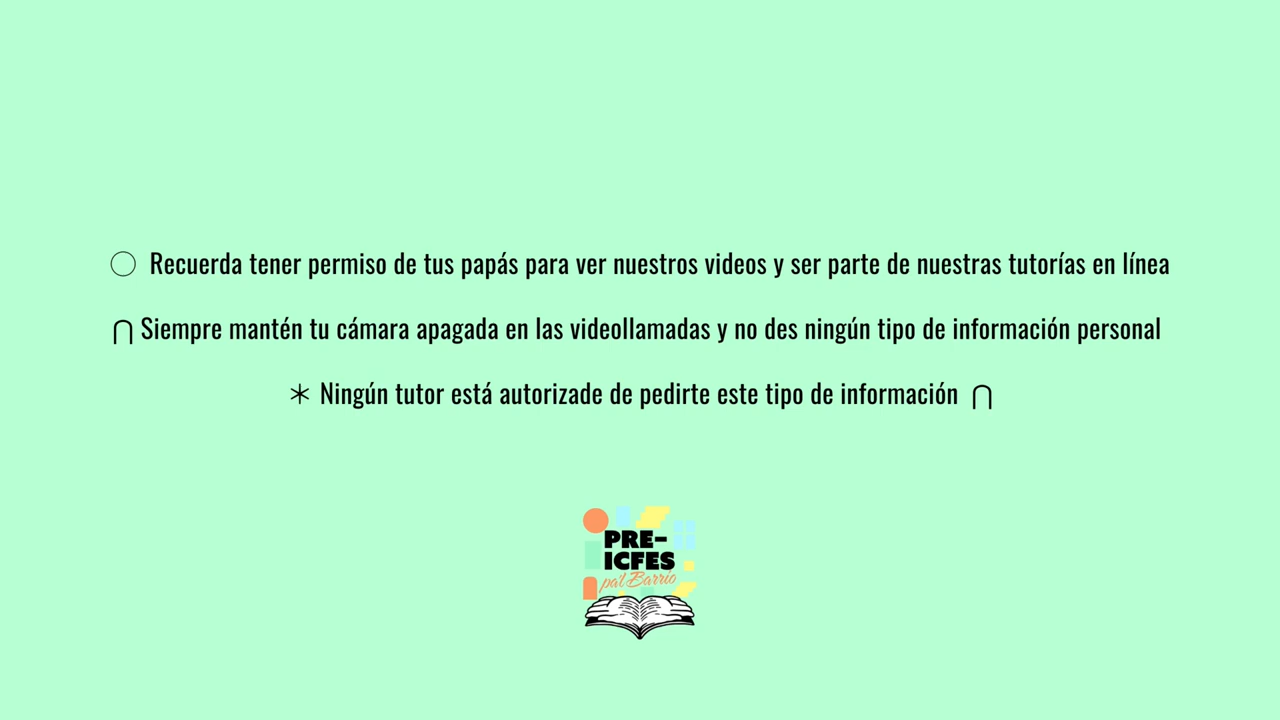 Recuerda tener permiso de tus papás para ver nuestros videos y ser parte de nuestras tutorías en línea
Siempre mantén tu cámara apagada en las videollamadas y no des ningún tipo de información personal
* Ningún tutor está autorizade de pedirte este tipo de información
PRE-
ICFES
pa'l Barrio